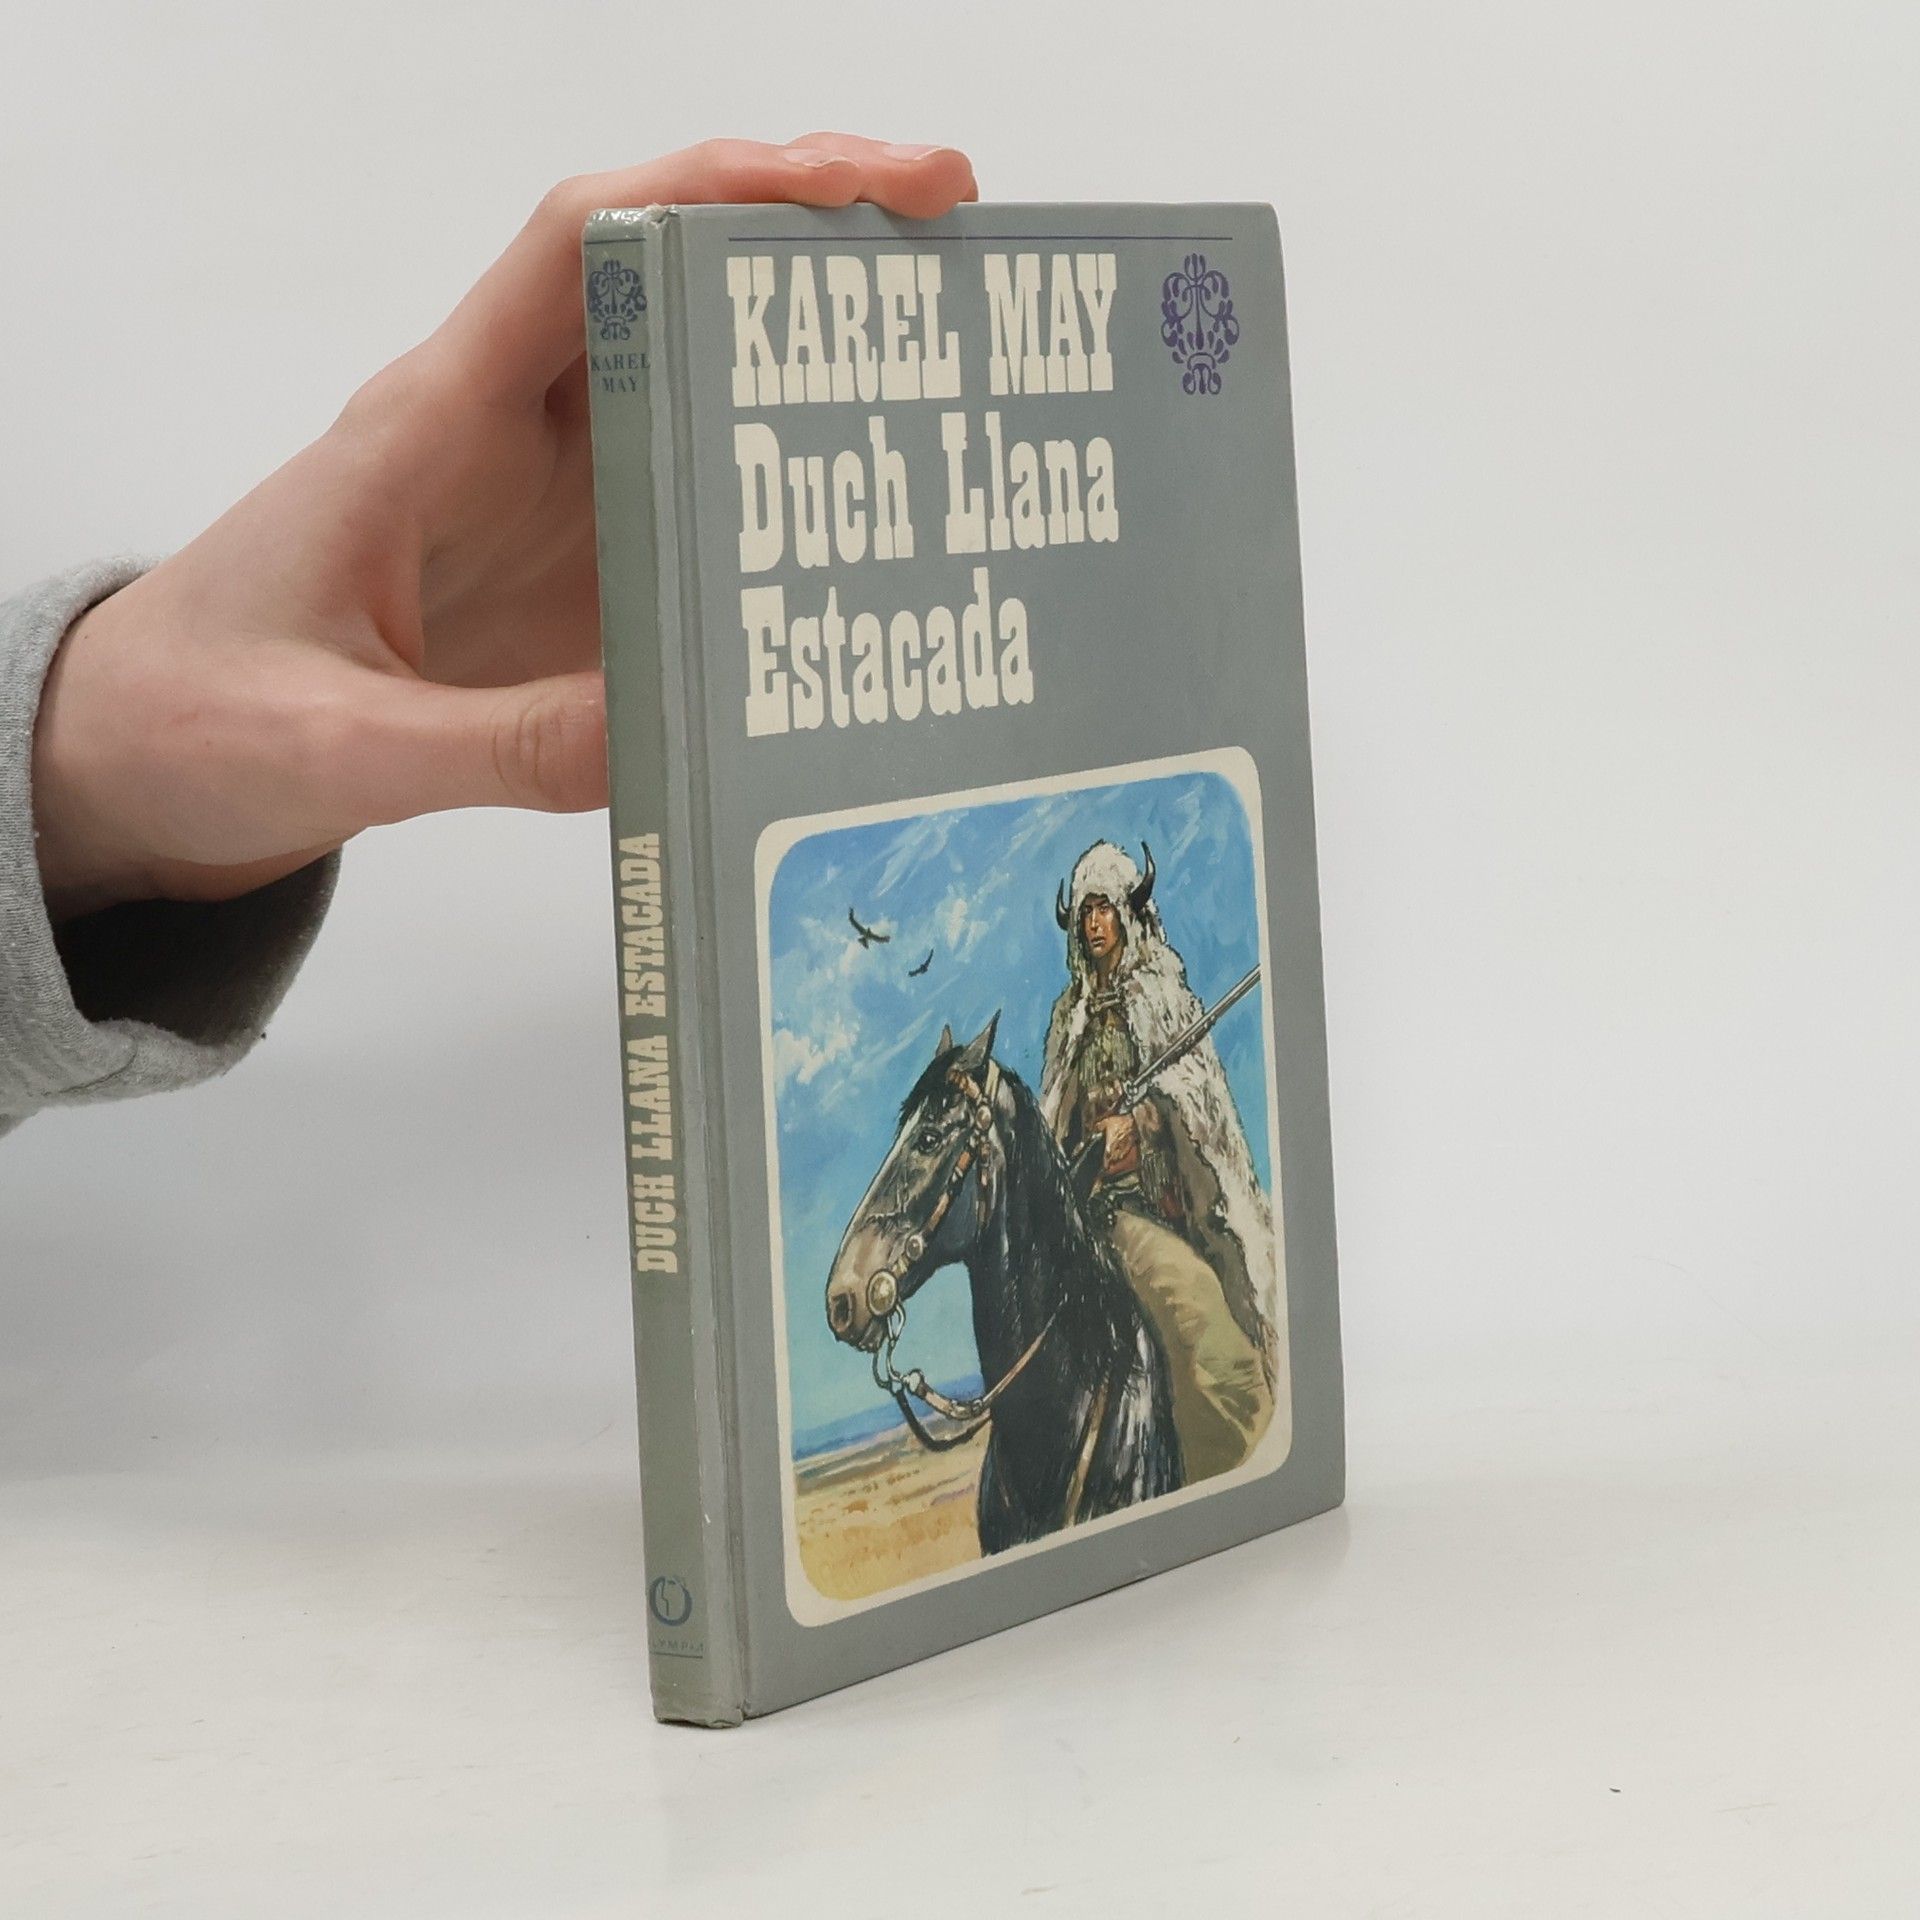 KAREL MAY
Duch Llana
Estacada
KAREL
MAY
DUCH LLANA ESTACADA